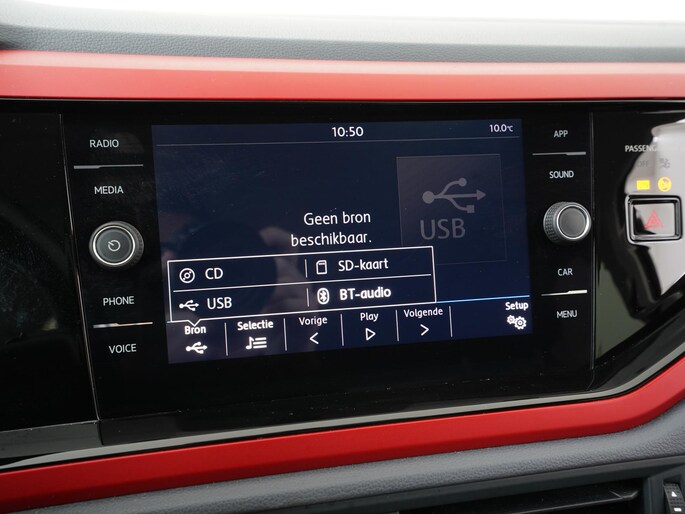 RADIO
MEDIA
PHONE
VOICE
10:50
10.0°C
USB
Geen bron
beschikbaar.
CD
SD-kaart
USB
BT-audio
Bron
Selectie
Vorige
Play
Volgende
Setup
APP
SOUND
CAR
MENU